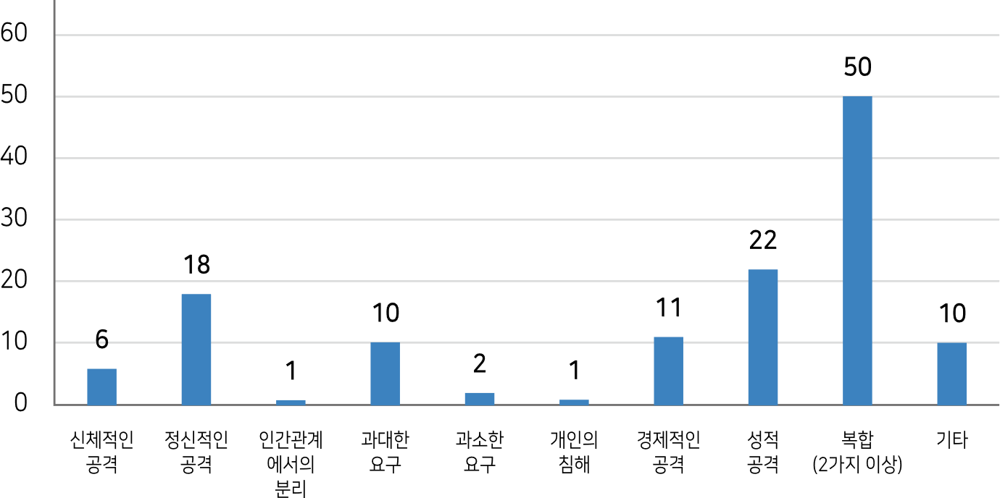 60
50
40
30
20
10
0
6
18
1
10
2
1
11
22
50
10
신체적인
공격
정신적인
공격
인간관계
에서의
분리
과대한
요구
과소한
요구
개인의
침해
경제적인
공격
성적
공격
복합
(2가지 이상)
기타